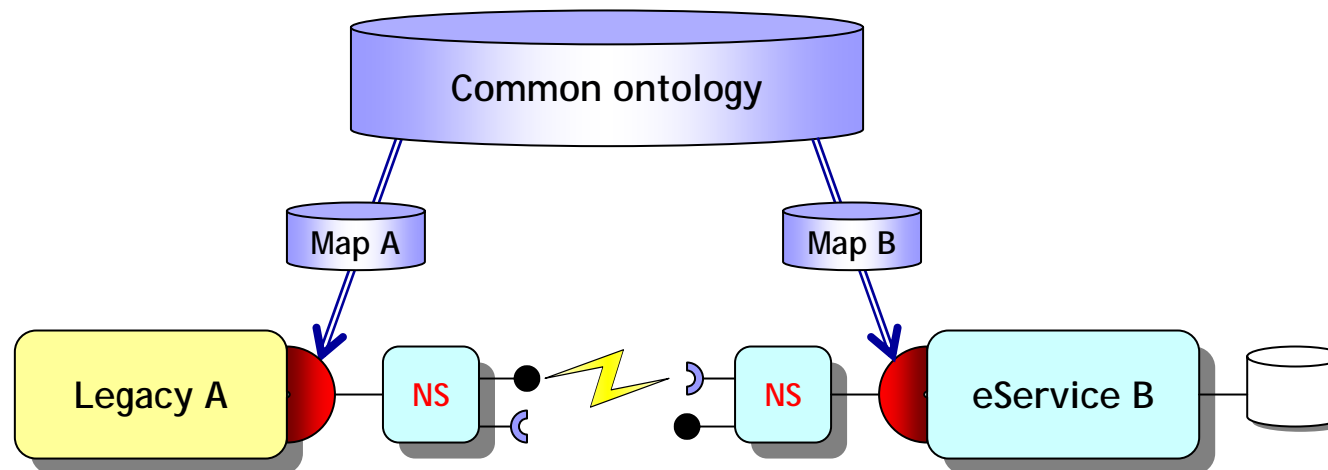 Common ontology
Map A
Map B
Legacy A
NS
NS
eService B